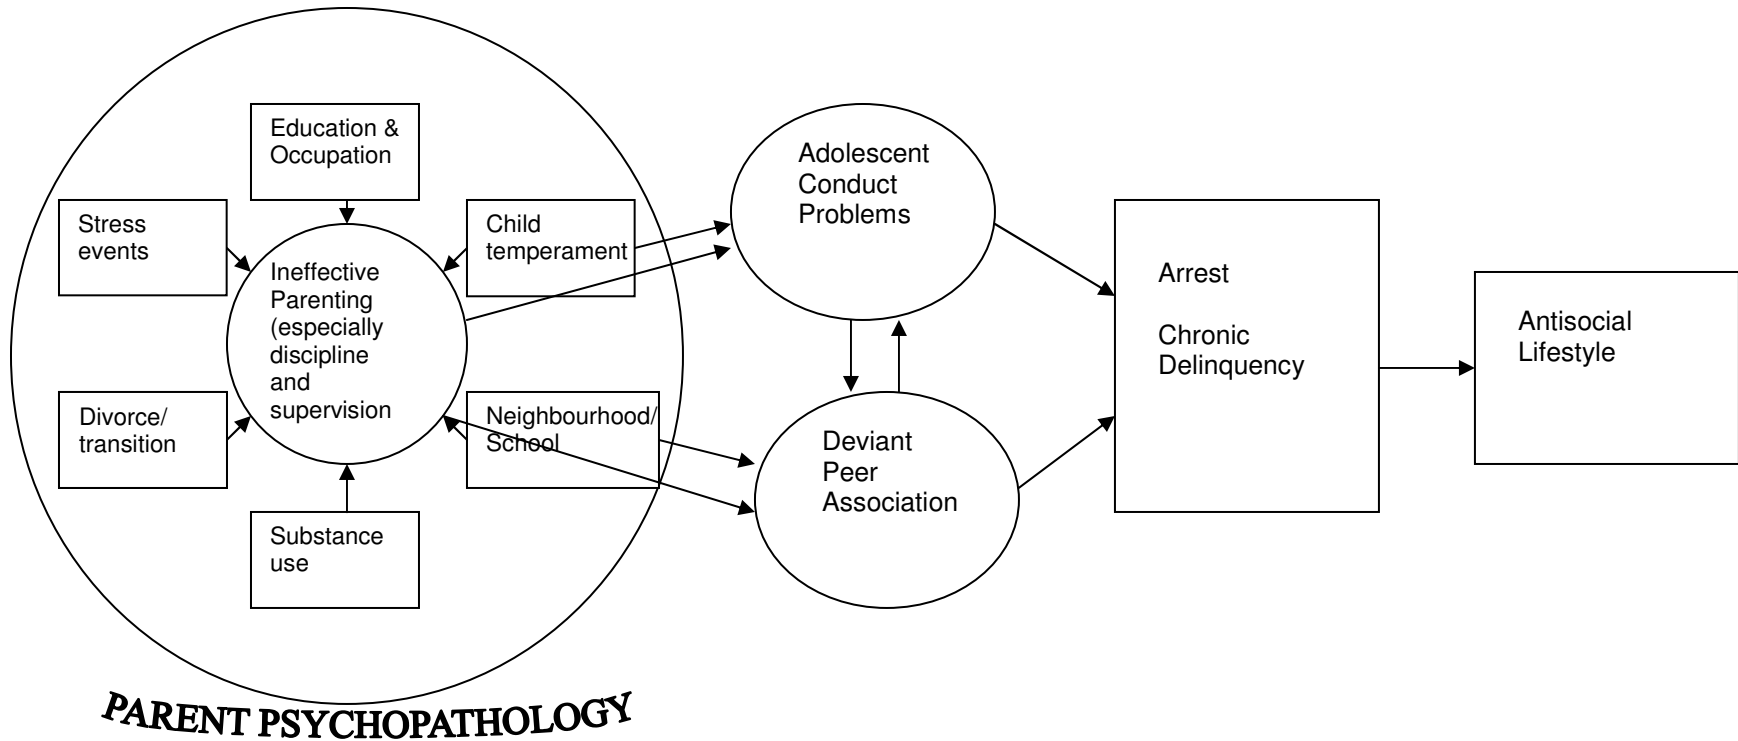 Education &
Occupation
Stress
events
Child
temperament
Ineffective
Parenting
(especially
discipline
and
supervision
Divorce/
transition
Neighbourhood/
School
Substance
use
PARENT PSYCHOPATHOLOGY
Adolescent
Conduct
Problems
Deviant
Peer
Association
Arrest
Chronic
Delinquency
Antisocial
Lifestyle